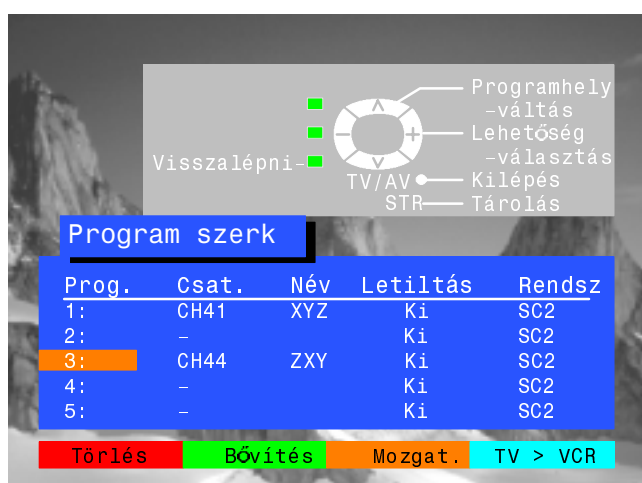 Programhely
-váltás
Lehetőség
-választás
Visszalépni-
TV/AV Kilépés
STR Tárolás
Program szerk
Prog. Csat. Név Letiltás Rendsz
1: CH41 XYZ Ki SC2
2: – Ki SC2
3: CH44 ZXY Ki SC2
4: – Ki SC2
5: – Ki SC2
Törlés Bővítés Mozgat. TV > VCR